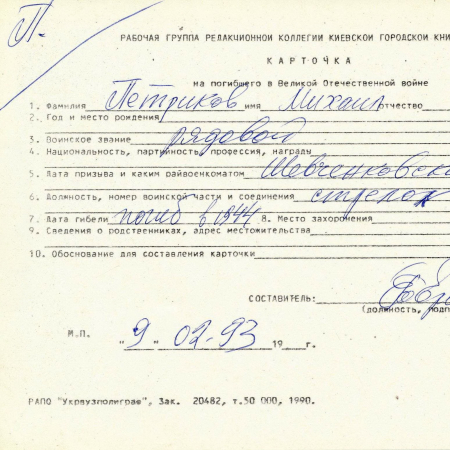 П.
РАБОЧАЯ ГРУППА РЕДАКЦИОННОЙ КОЛЛЕГИИ КИЕВСКОЙ ГОРОДСКОЙ КНИ
КАРТОЧКА
на погибшего в Великой Отечественной войне
1. Фамилия Петриков имя Михаил отчество
2. Год и место рождения
3. Воинское звание рядовой
4. Национальность, партийность, профессия, награды
5. Дата призыва и каким райвоенкоматом Шевченковски
6. Должность, номер воинской части и соединения стрелок
7. Дата гибели погиб в 1944 8. Место захоронения
9. Сведения о родственниках, адрес местожительства
10. Обоснование для составления карточки
СОСТАВИТЕЛЬ:
(должность, подп
М.П. "9" 02.93 19 г.
РАПО "Укрвузполиграф", Зак. 20482, т.50 000, 1990.